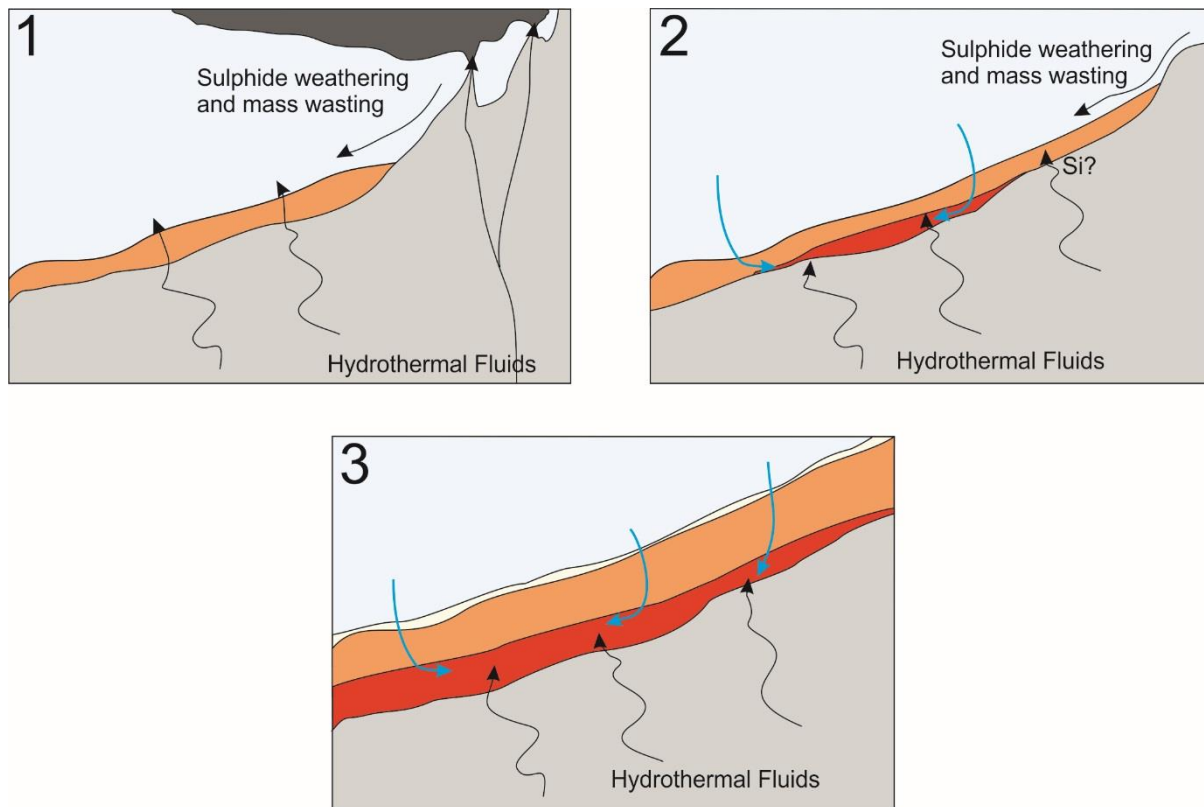 1
Sulphide weathering
and mass wasting
Hydrothermal Fluids
2
Sulphide weathering
and mass wasting
Si?
Hydrothermal Fluids
3
Hydrothermal Fluids